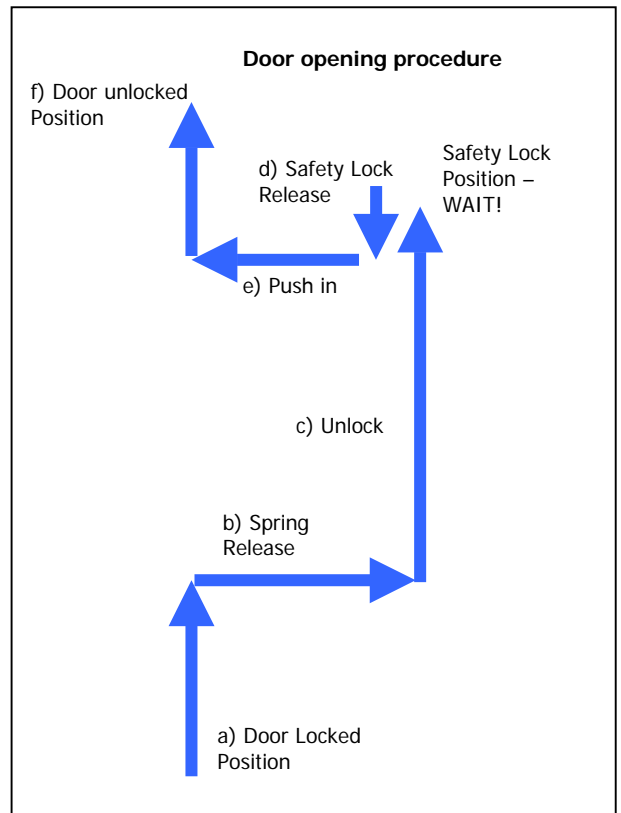 Door opening procedure
f) Door unlocked
Position
d) Safety Lock
Release
Safety Lock
Position –
WAIT!
e) Push in
c) Unlock
b) Spring
Release
a) Door Locked
Position